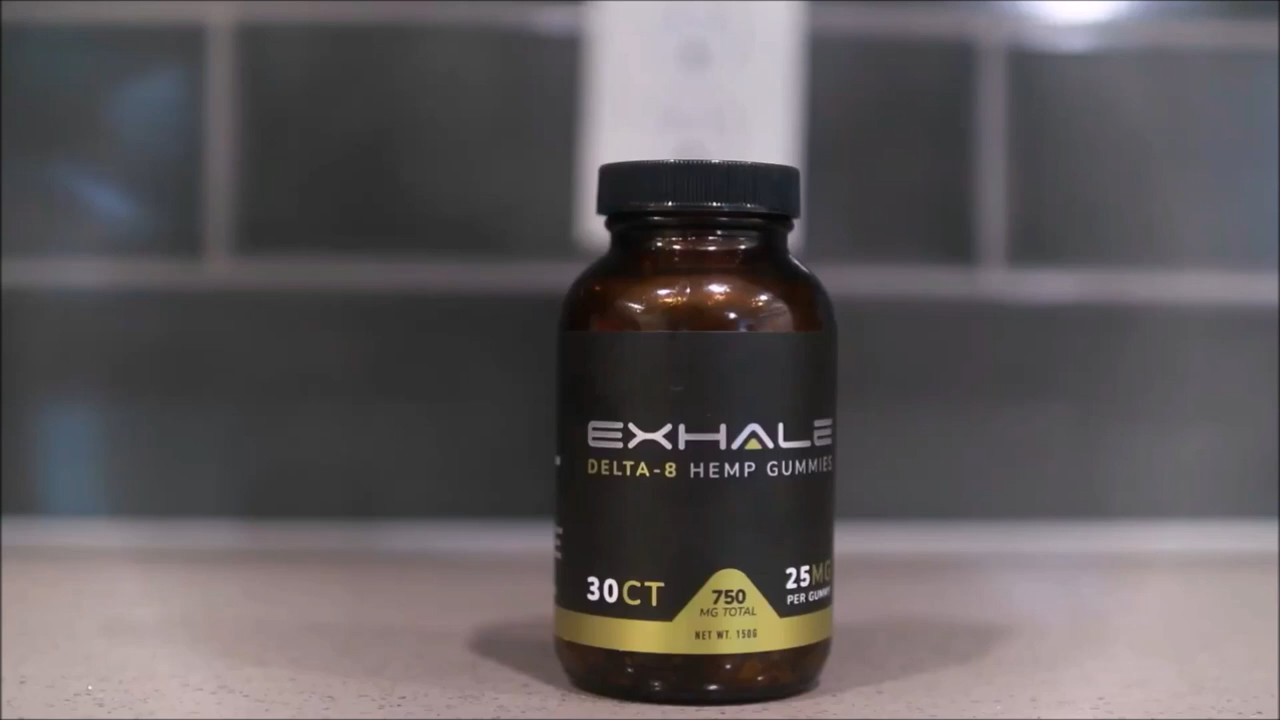 EXHALE
DELTA-8 HEMP GUMMIES
30CT
750
MG TOTAL
25MG
PER GUMMY
NET WT. 150G